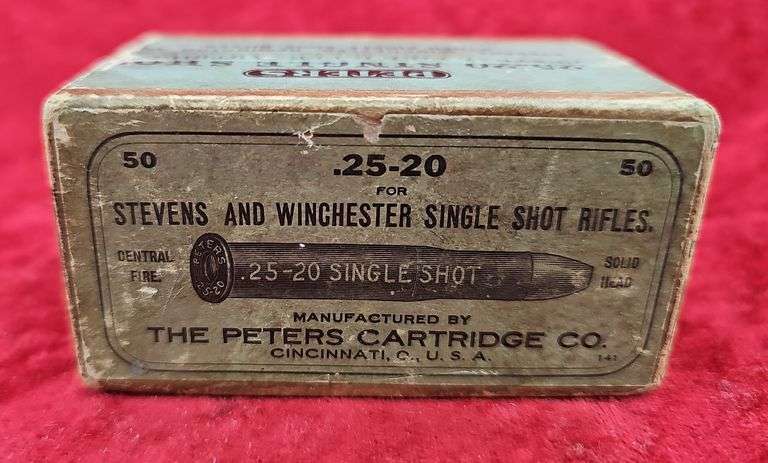 PETERS
50 .25-20 50
FOR
STEVENS AND WINCHESTER SINGLE SHOT RIFLES.
CENTRAL FIRE.
PETERS 25-20
.25-20 SINGLE SHOT
SOLID HEAD
MANUFACTURED BY
THE PETERS CARTRIDGE CO.
CINCINNATI, O., U. S. A.
141